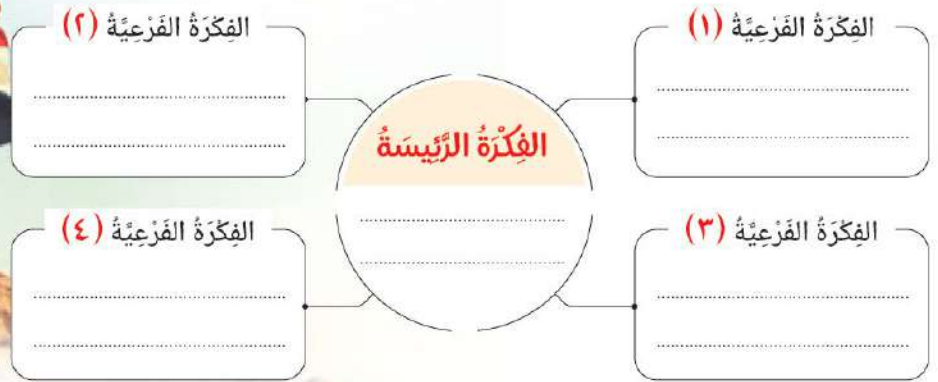 الفِكْرَةُ الفَرْعِيَّةُ (١)
الفِكْرَةُ الفَرْعِيَّةُ (٢)
الفِكْرَةُ الرَّئِيسَةُ
الفِكْرَةُ الفَرْعِيَّةُ (٣)
الفِكْرَةُ الفَرْعِيَّةُ (٤)